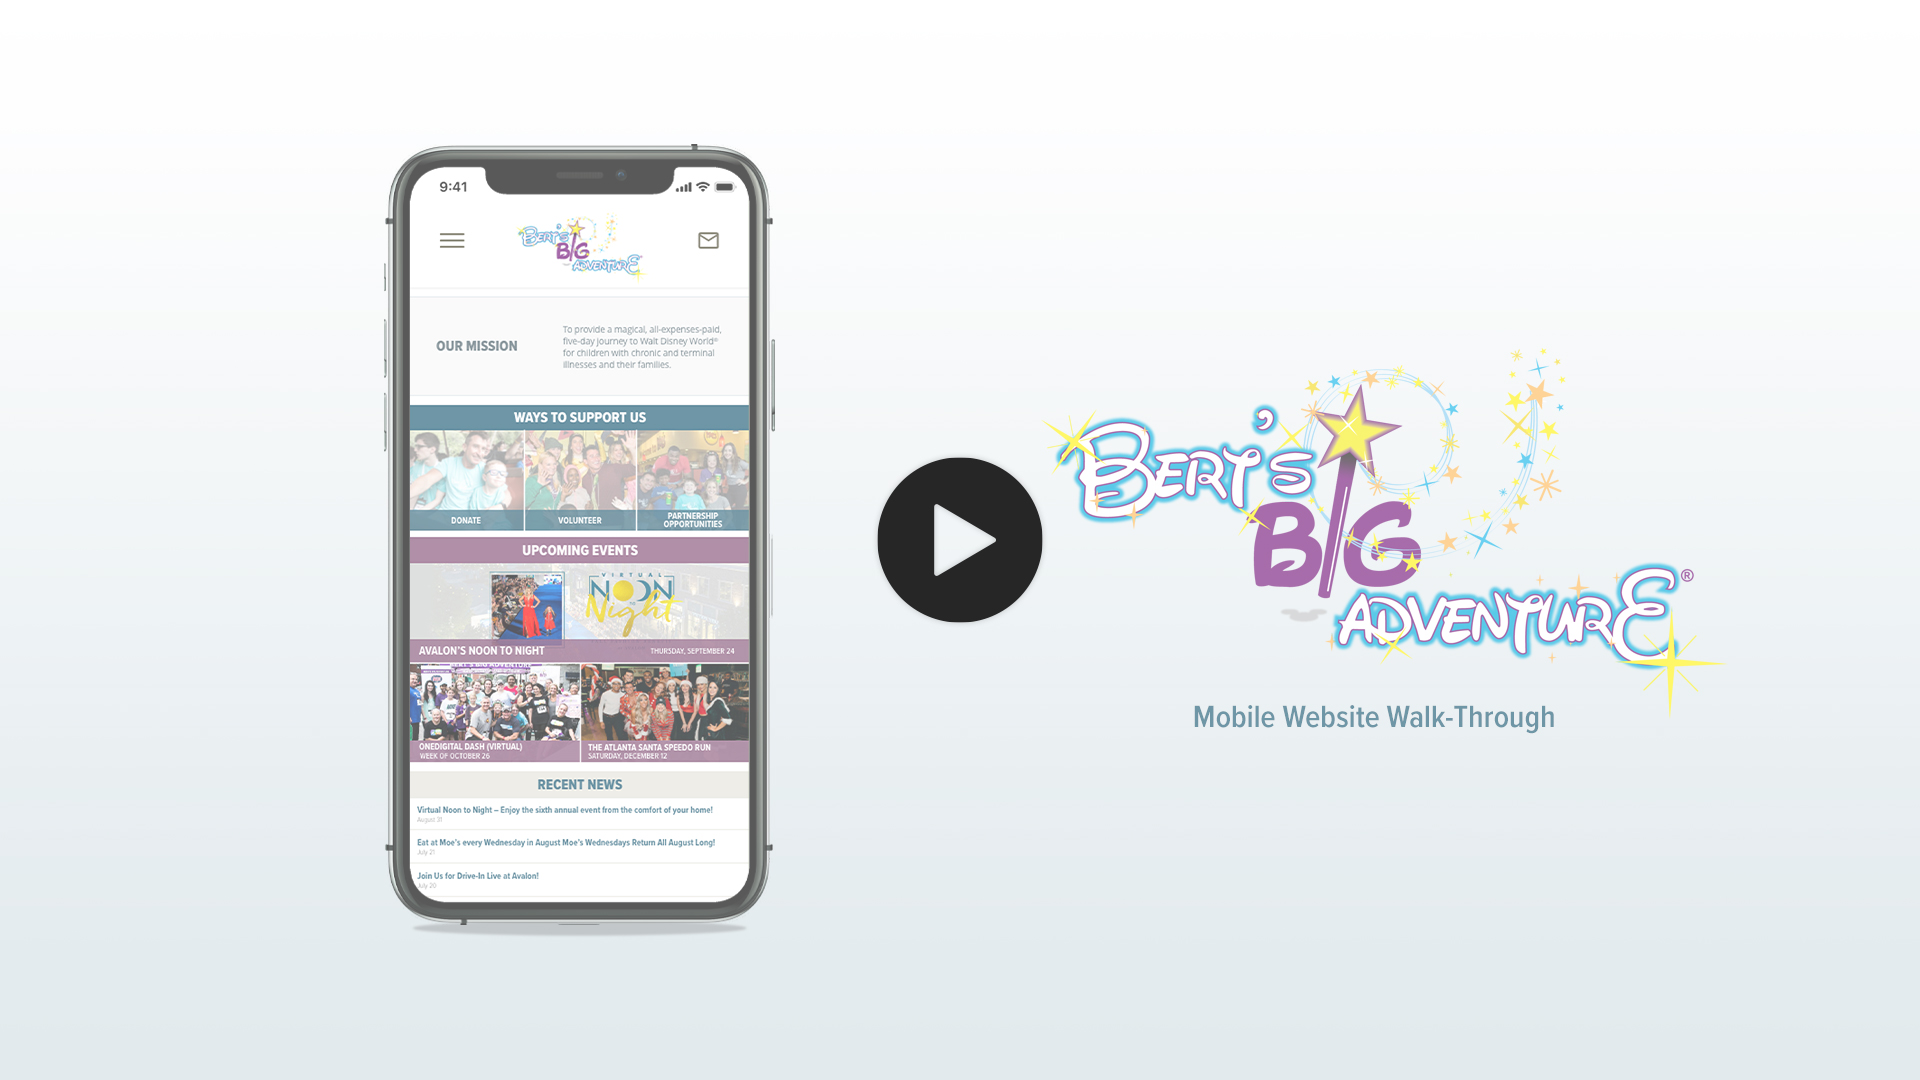 9:41
BERT'S
BIG
ADVENTURE
OUR MISSION
To provide a magical, all-expenses-paid,
five-day journey to Walt Disney World®
for children with chronic and terminal
illnesses and their families.
WAYS TO SUPPORT US
DONATE
VOLUNTEER
PARTNERSHIP
OPPORTUNITIES
UPCOMING EVENTS
VIRTUAL
NOON
TO
Night
AVALON'S NOON TO NIGHT
THURSDAY, SEPTEMBER 24
BERT'S BIG ADVENTURE
ONEDIGITAL DASH (VIRTUAL)
WEEK OF OCTOBER 26
THE ATLANTA SANTA SPEEDO RUN
SATURDAY, DECEMBER 12
RECENT NEWS
Virtual Noon to Night – Enjoy the sixth annual event from the comfort of your home!
August 31
Eat at Moe's every Wednesday in August Moe's Wednesdays Return All August Long!
July 21
Join Us for Drive-In Live at Avalon!
July 20
BERT'S
BIG
ADVENTURE®
Mobile Website Walk-Through